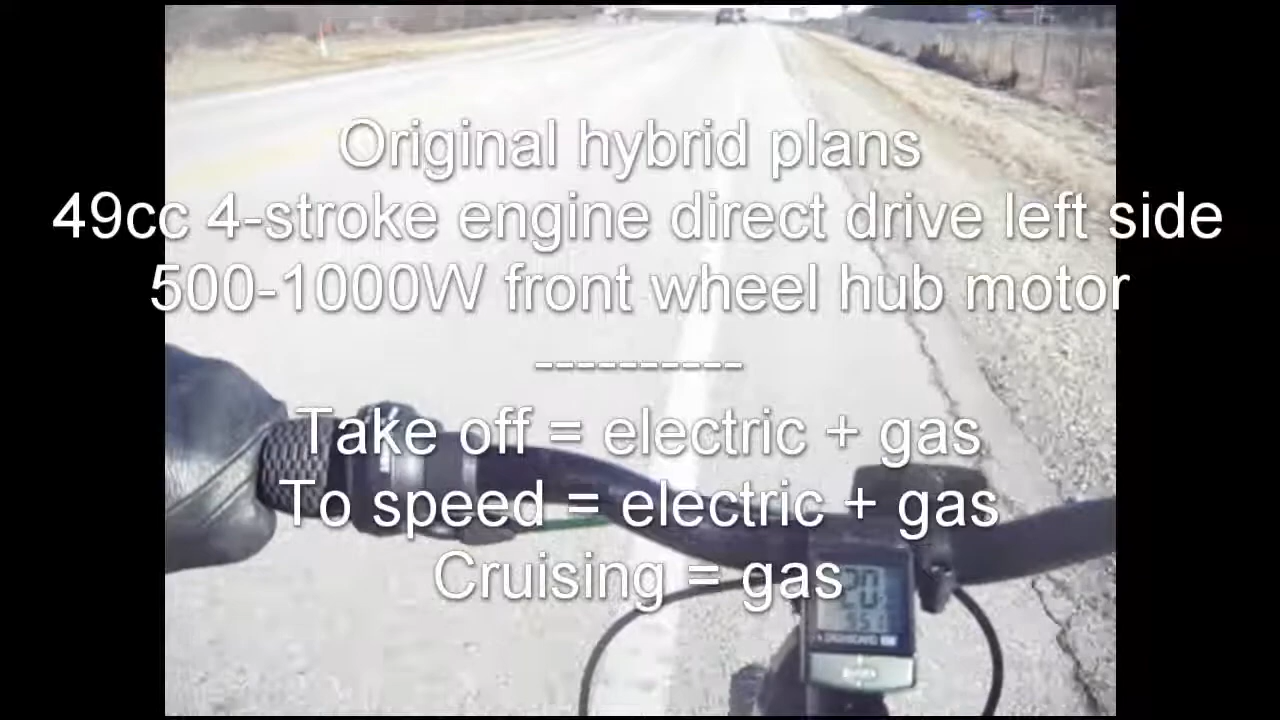 Original hybrid plans
49cc 4-stroke engine direct drive left side
500-1000W front wheel hub motor
----------
Take off = electric + gas
To speed = electric + gas
Cruising = gas
20